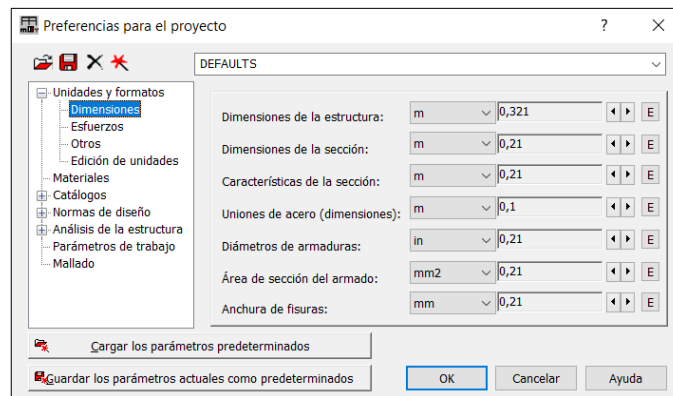 Preferencias para el proyecto ? ×
DEFAULTS
Unidades y formatos
Dimensiones
Esfuerzos
Otros
Edición de unidades
Materiales
Catálogos
Normas de diseño
Análisis de la estructura
Parámetros de trabajo
Mallado
Dimensiones de la estructura: m 0,321 E
Dimensiones de la sección: m 0,21 E
Características de la sección: m 0,21 E
Uniones de acero (dimensiones): m 0,1 E
Diámetros de armaduras: in 0,21 E
Área de sección del armado: mm2 0,21 E
Anchura de fisuras: mm 0,21 E
Cargar los parámetros predeterminados
Guardar los parámetros actuales como predeterminados
OK Cancelar Ayuda